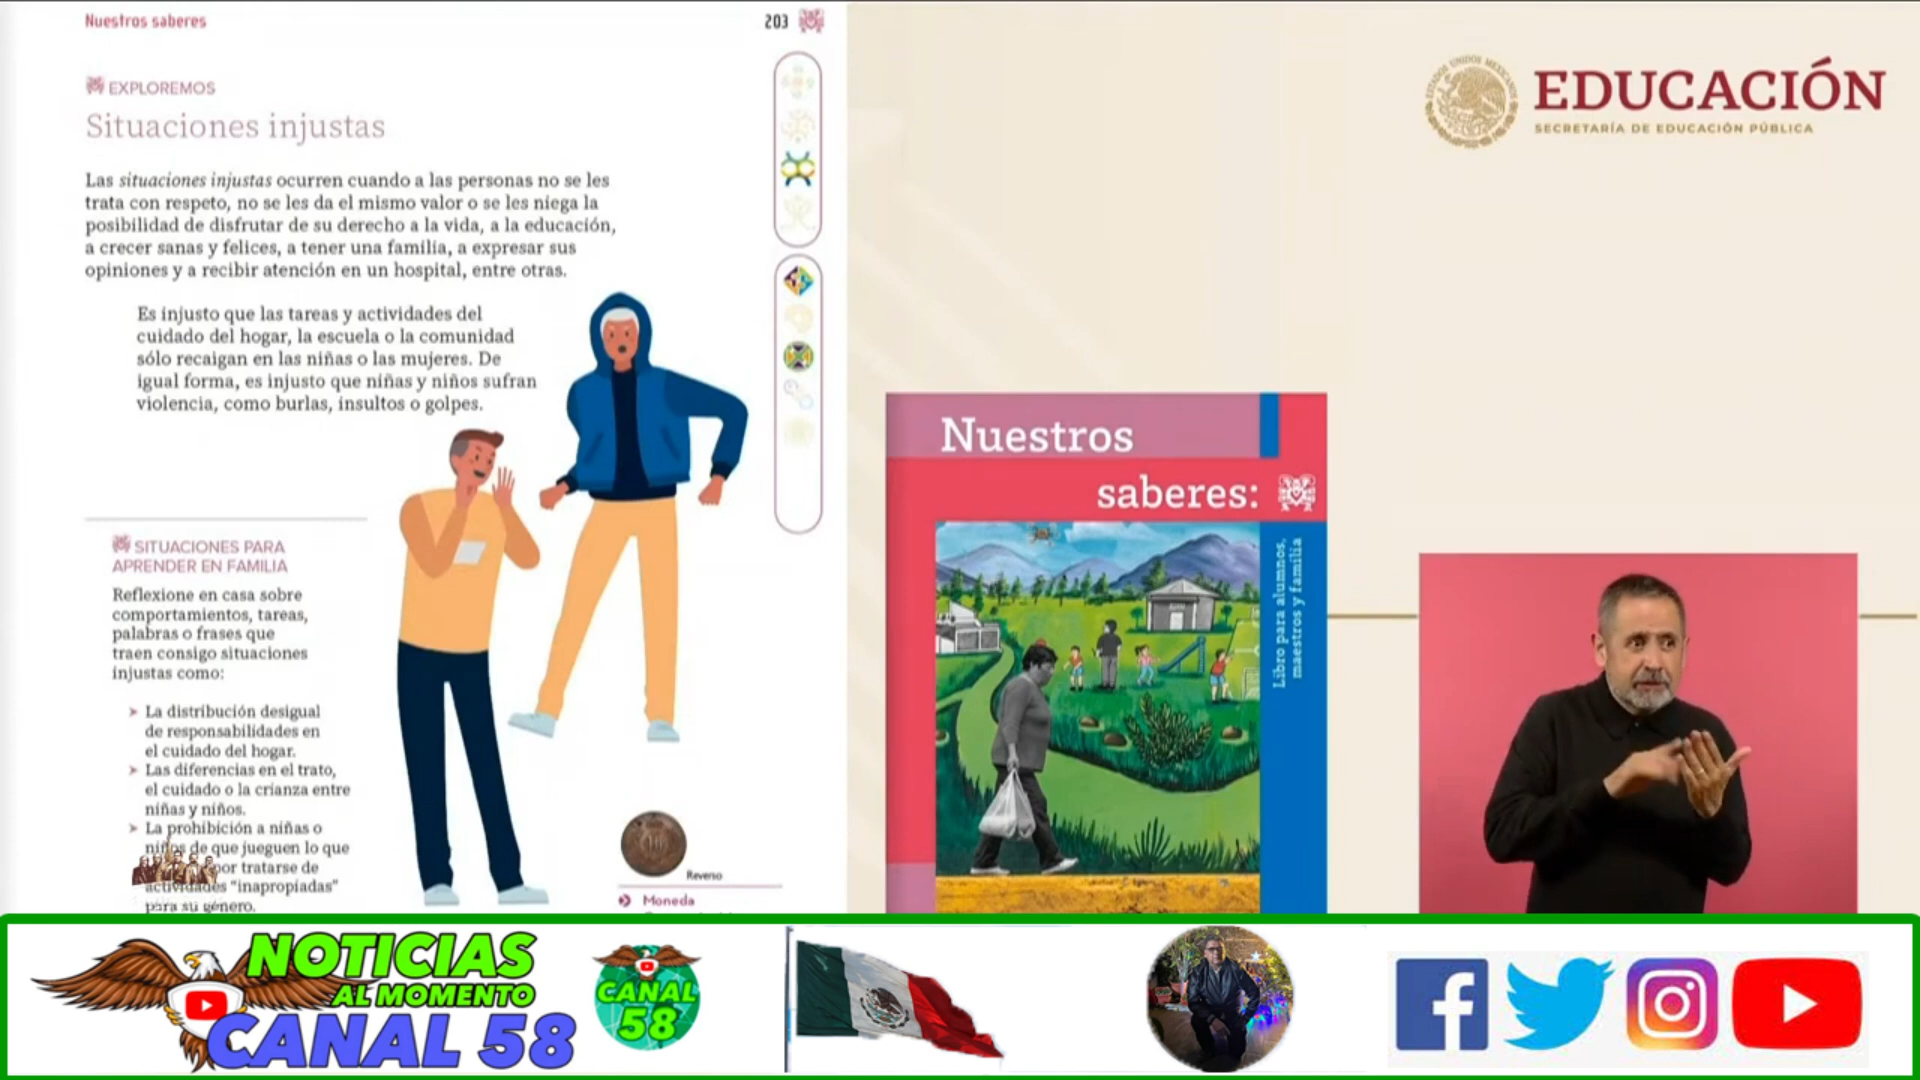 Nuestros saberes
203
EXPLOREMOS
Situaciones injustas
Las situaciones injustas ocurren cuando a las personas no se les
trata con respeto, no se les da el mismo valor o se les niega la
posibilidad de disfrutar de su derecho a la vida, a la educación,
a crecer sanas y felices, a tener una familia, a expresar sus
opiniones y a recibir atención en un hospital, entre otras.
Es injusto que las tareas y actividades del
cuidado del hogar, la escuela o la comunidad
sólo recaigan en las niñas o las mujeres. De
igual forma, es injusto que niñas y niños sufran
violencia, como burlas, insultos o golpes.
SITUACIONES PARA
APRENDER EN FAMILIA
Reflexione en casa sobre
comportamientos, tareas,
palabras o frases que
traen consigo situaciones
injustas como:
➤ La distribución desigual
de responsabilidades en
el cuidado del hogar.
➤ Las diferencias en el trato,
el cuidado o la crianza entre
niñas y niños.
➤ La prohibición a niñas o
niños de que jueguen lo que
por tratarse de
actividades "inapropiadas"
para su género.
Reverso
Moneda
EDUCACIÓN
SECRETARÍA DE EDUCACIÓN PÚBLICA
ESTADOS UNIDOS MEXICANOS
Nuestros
saberes:
Libro para alumnos,
maestros y familia
NOTICIAS
AL MOMENTO
CANAL 58
CANAL
58